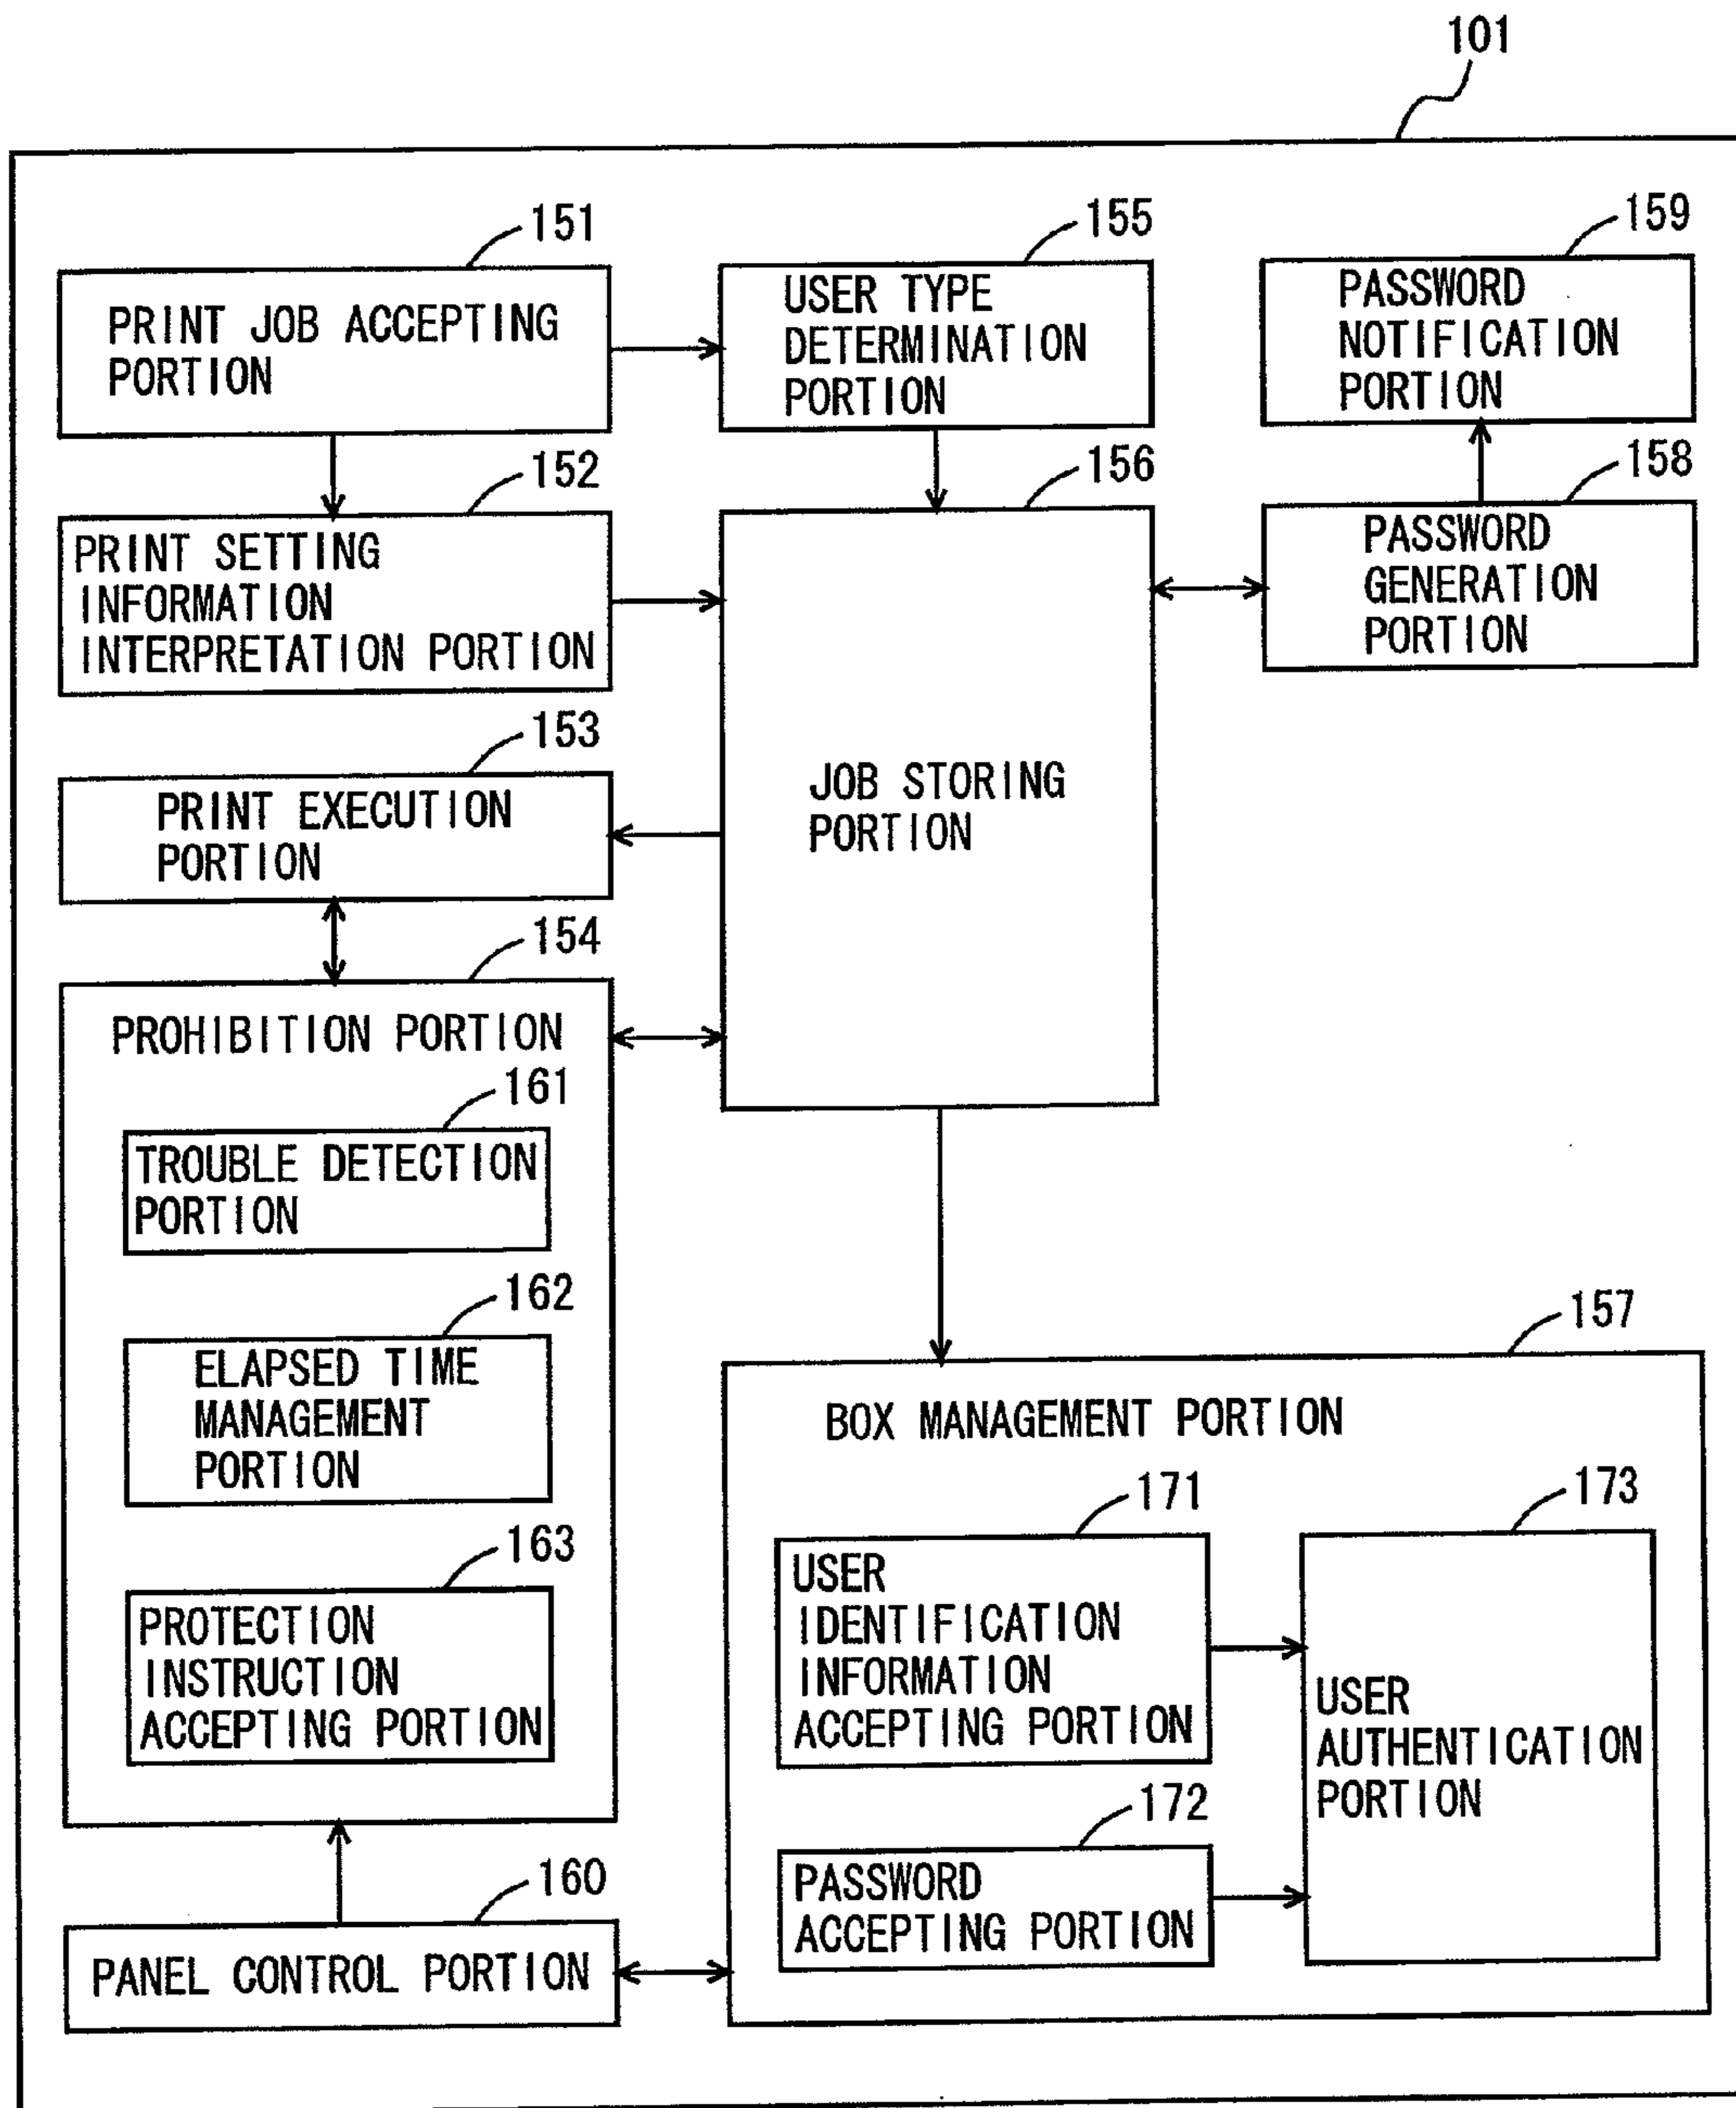 101
151
PRINT JOB ACCEPTING
PORTION
155
USER TYPE
DETERMINATION
PORTION
159
PASSWORD
NOTIFICATION
PORTION
152
PRINT SETTING
INFORMATION
INTERPRETATION PORTION
156
JOB STORING
PORTION
158
PASSWORD
GENERATION
PORTION
153
PRINT EXECUTION
PORTION
154
PROHIBITION PORTION
161
TROUBLE DETECTION
PORTION
162
ELAPSED TIME
MANAGEMENT
PORTION
163
PROTECTION
INSTRUCTION
ACCEPTING PORTION
157
BOX MANAGEMENT PORTION
171
USER
IDENTIFICATION
INFORMATION
ACCEPTING PORTION
173
USER
AUTHENTICATION
PORTION
172
PASSWORD
ACCEPTING PORTION
160
PANEL CONTROL PORTION